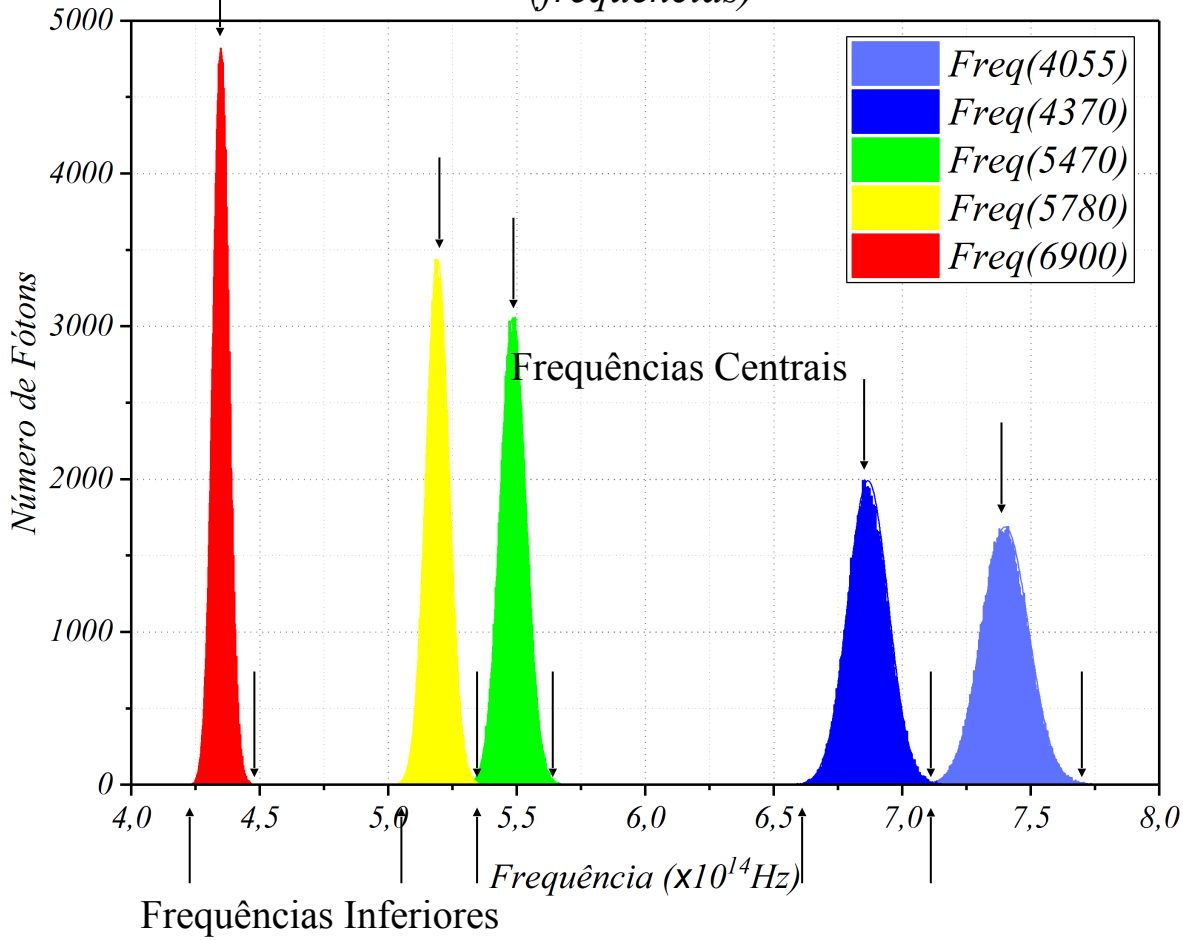 (frequências)
5000
4000
3000
2000
1000
0
Número de Fótons
Freq(4055)
Freq(4370)
Freq(5470)
Freq(5780)
Freq(6900)
Frequências Centrais
4,0 4,5 5,0 5,5 6,0 6,5 7,0 7,5 8,0
Frequência (x10¹⁴Hz)
Frequências Inferiores